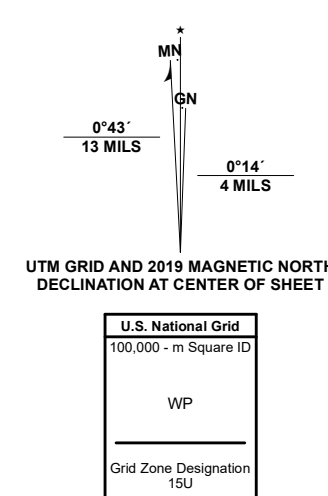 ★
MN
GN
0°43´
13 MILS
0°14´
4 MILS
UTM GRID AND 2019 MAGNETIC NORTH
DECLINATION AT CENTER OF SHEET
U.S. National Grid
100,000 - m Square ID
WP
Grid Zone Designation
15U